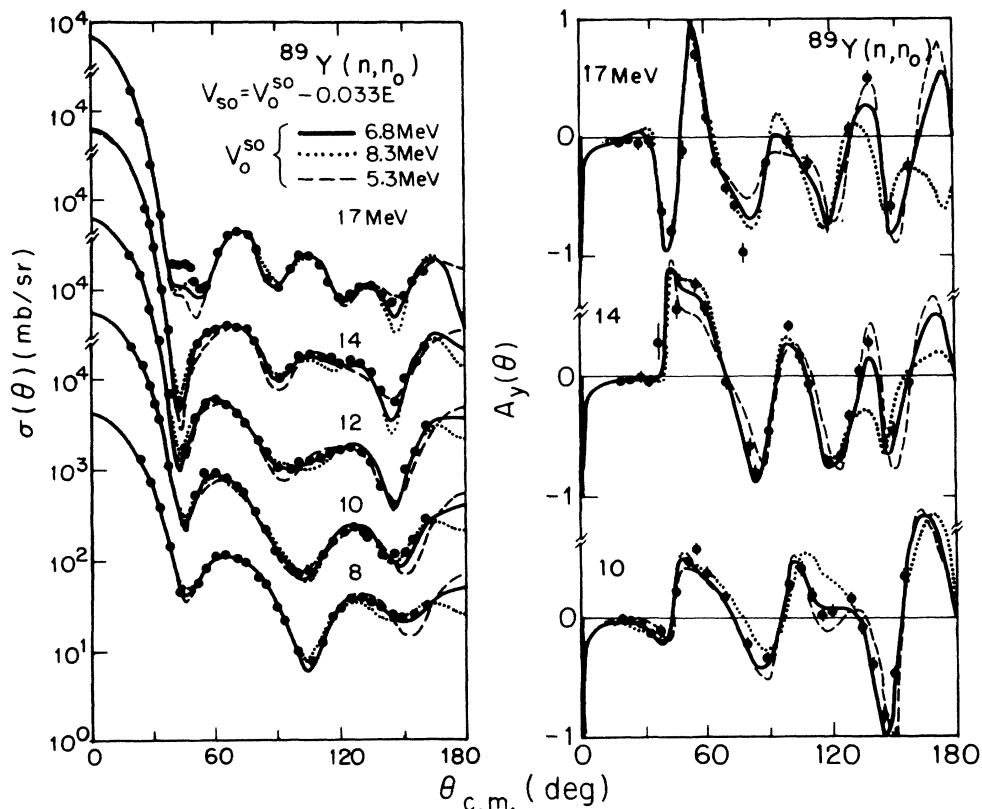 σ(θ) (mb/sr)
10⁴
10⁴
10⁴
10⁴
10⁴
10³
10²
10¹
10⁰
⁸⁹Y(n,n₀)
V_so = V_o^so − 0.033E
V_o^so
6.8MeV
8.3MeV
5.3MeV
17 MeV
14
12
10
8
0
60
120
180
A_y(θ)
1
0
−1
0
−1
0
−1
⁸⁹Y(n,n₀)
17MeV
14
10
0
60
120
180
θ_c.m. (deg)